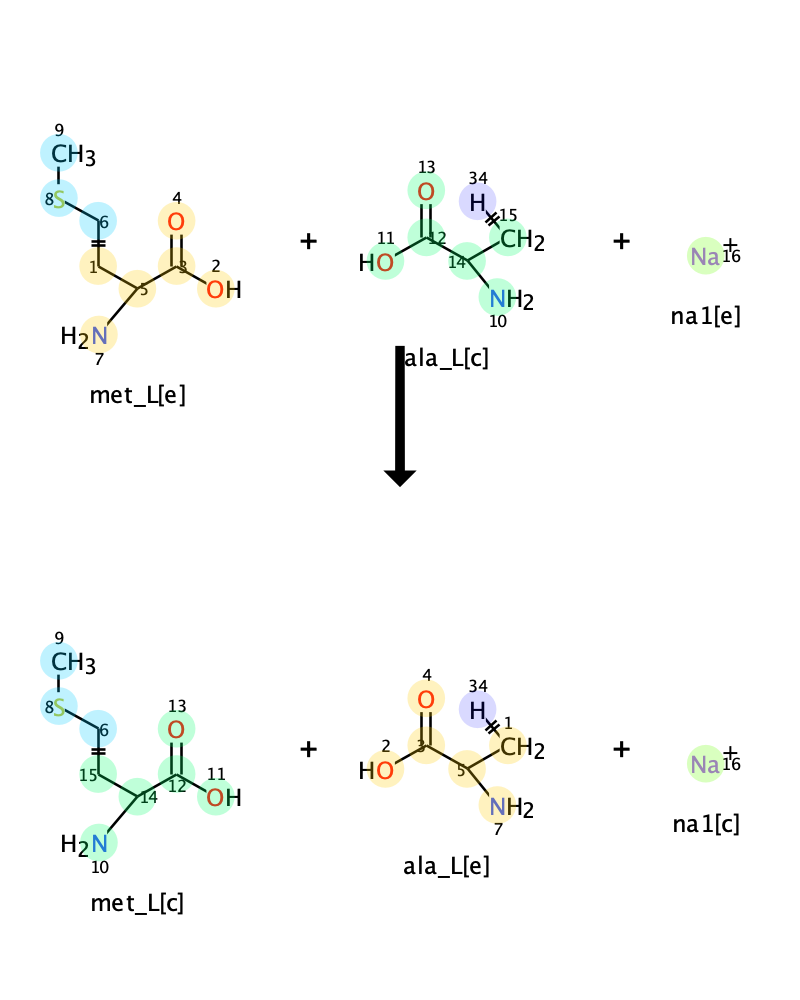 9
CH3
8 S
6
4
O
1
5
3
2
OH
H2N
7
met_L[e]
+
13
O
34
H
15
CH2
11
HO
12
14
NH2
10
ala_L[c]
+
Na+
16
na1[e]
9
CH3
8 S
6
13
O
15
14
12
11
OH
H2N
10
met_L[c]
+
4
O
34
H
1
CH2
2
HO
3
5
NH2
7
ala_L[e]
+
Na+
16
na1[c]